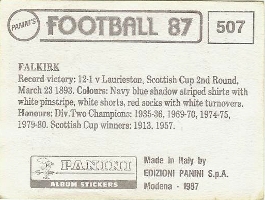 PANINI'S FOOTBALL 87 507
FALKIRK
Record victory: 12-1 v Laurieston, Scottish Cup 2nd Round,
March 23 1893. Colours: Navy blue shadow striped shirts with
white pinstripe, white shorts, red socks with white turnovers.
Honours: Div.Two Champions: 1935-36, 1969-70, 1974-75,
1979-80. Scottish Cup winners: 1913, 1957.
PANINI
ALBUM STICKERS
Made in Italy by
EDIZIONI PANINI S.p.A.
Modena - 1987